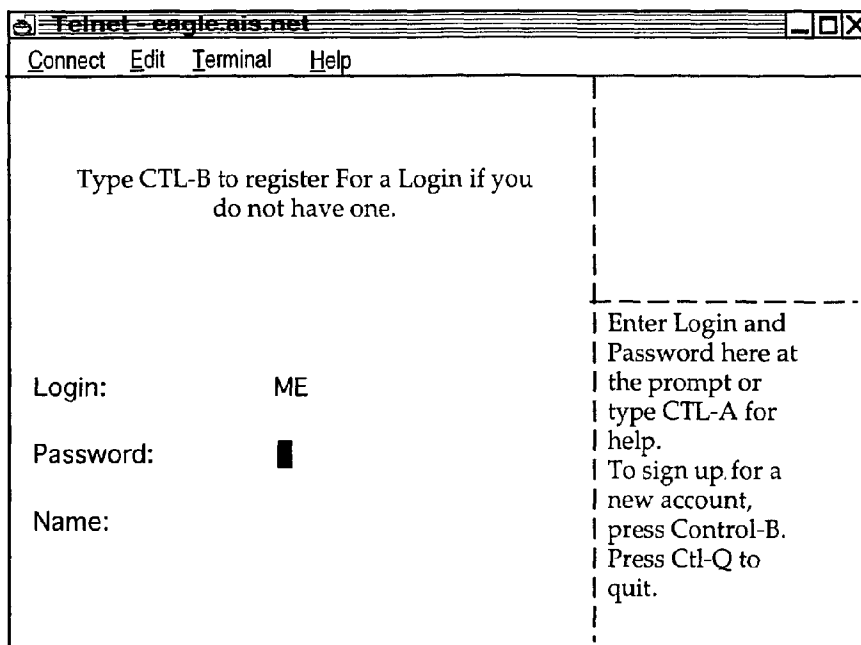 Telnet - eagle.ais.net
Connect Edit Terminal Help
Type CTL-B to register For a Login if you
do not have one.
Login: ME
Password:
Name:
Enter Login and
Password here at
the prompt or
type CTL-A for
help.
To sign up for a
new account,
press Control-B.
Press Ctl-Q to
quit.